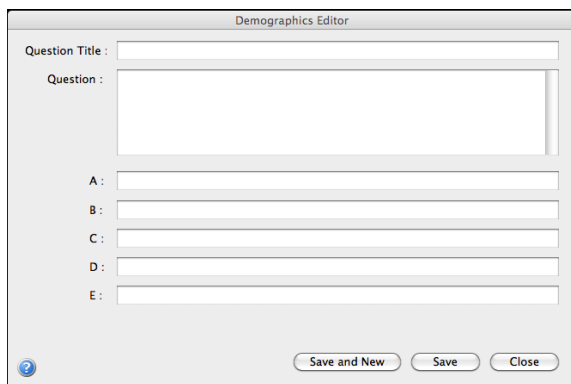 Demographics Editor
Question Title :
Question :
A :
B :
C :
D :
E :
? Save and New Save Close